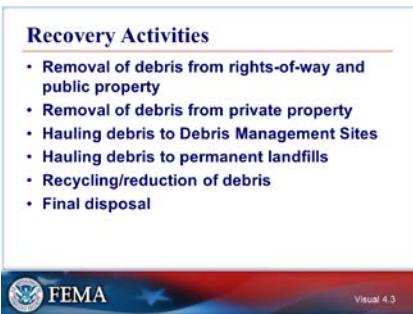 Recovery Activities
• Removal of debris from rights-of-way and
public property
• Removal of debris from private property
• Hauling debris to Debris Management Sites
• Hauling debris to permanent landfills
• Recycling/reduction of debris
• Final disposal
FEMA
Visual 4.3